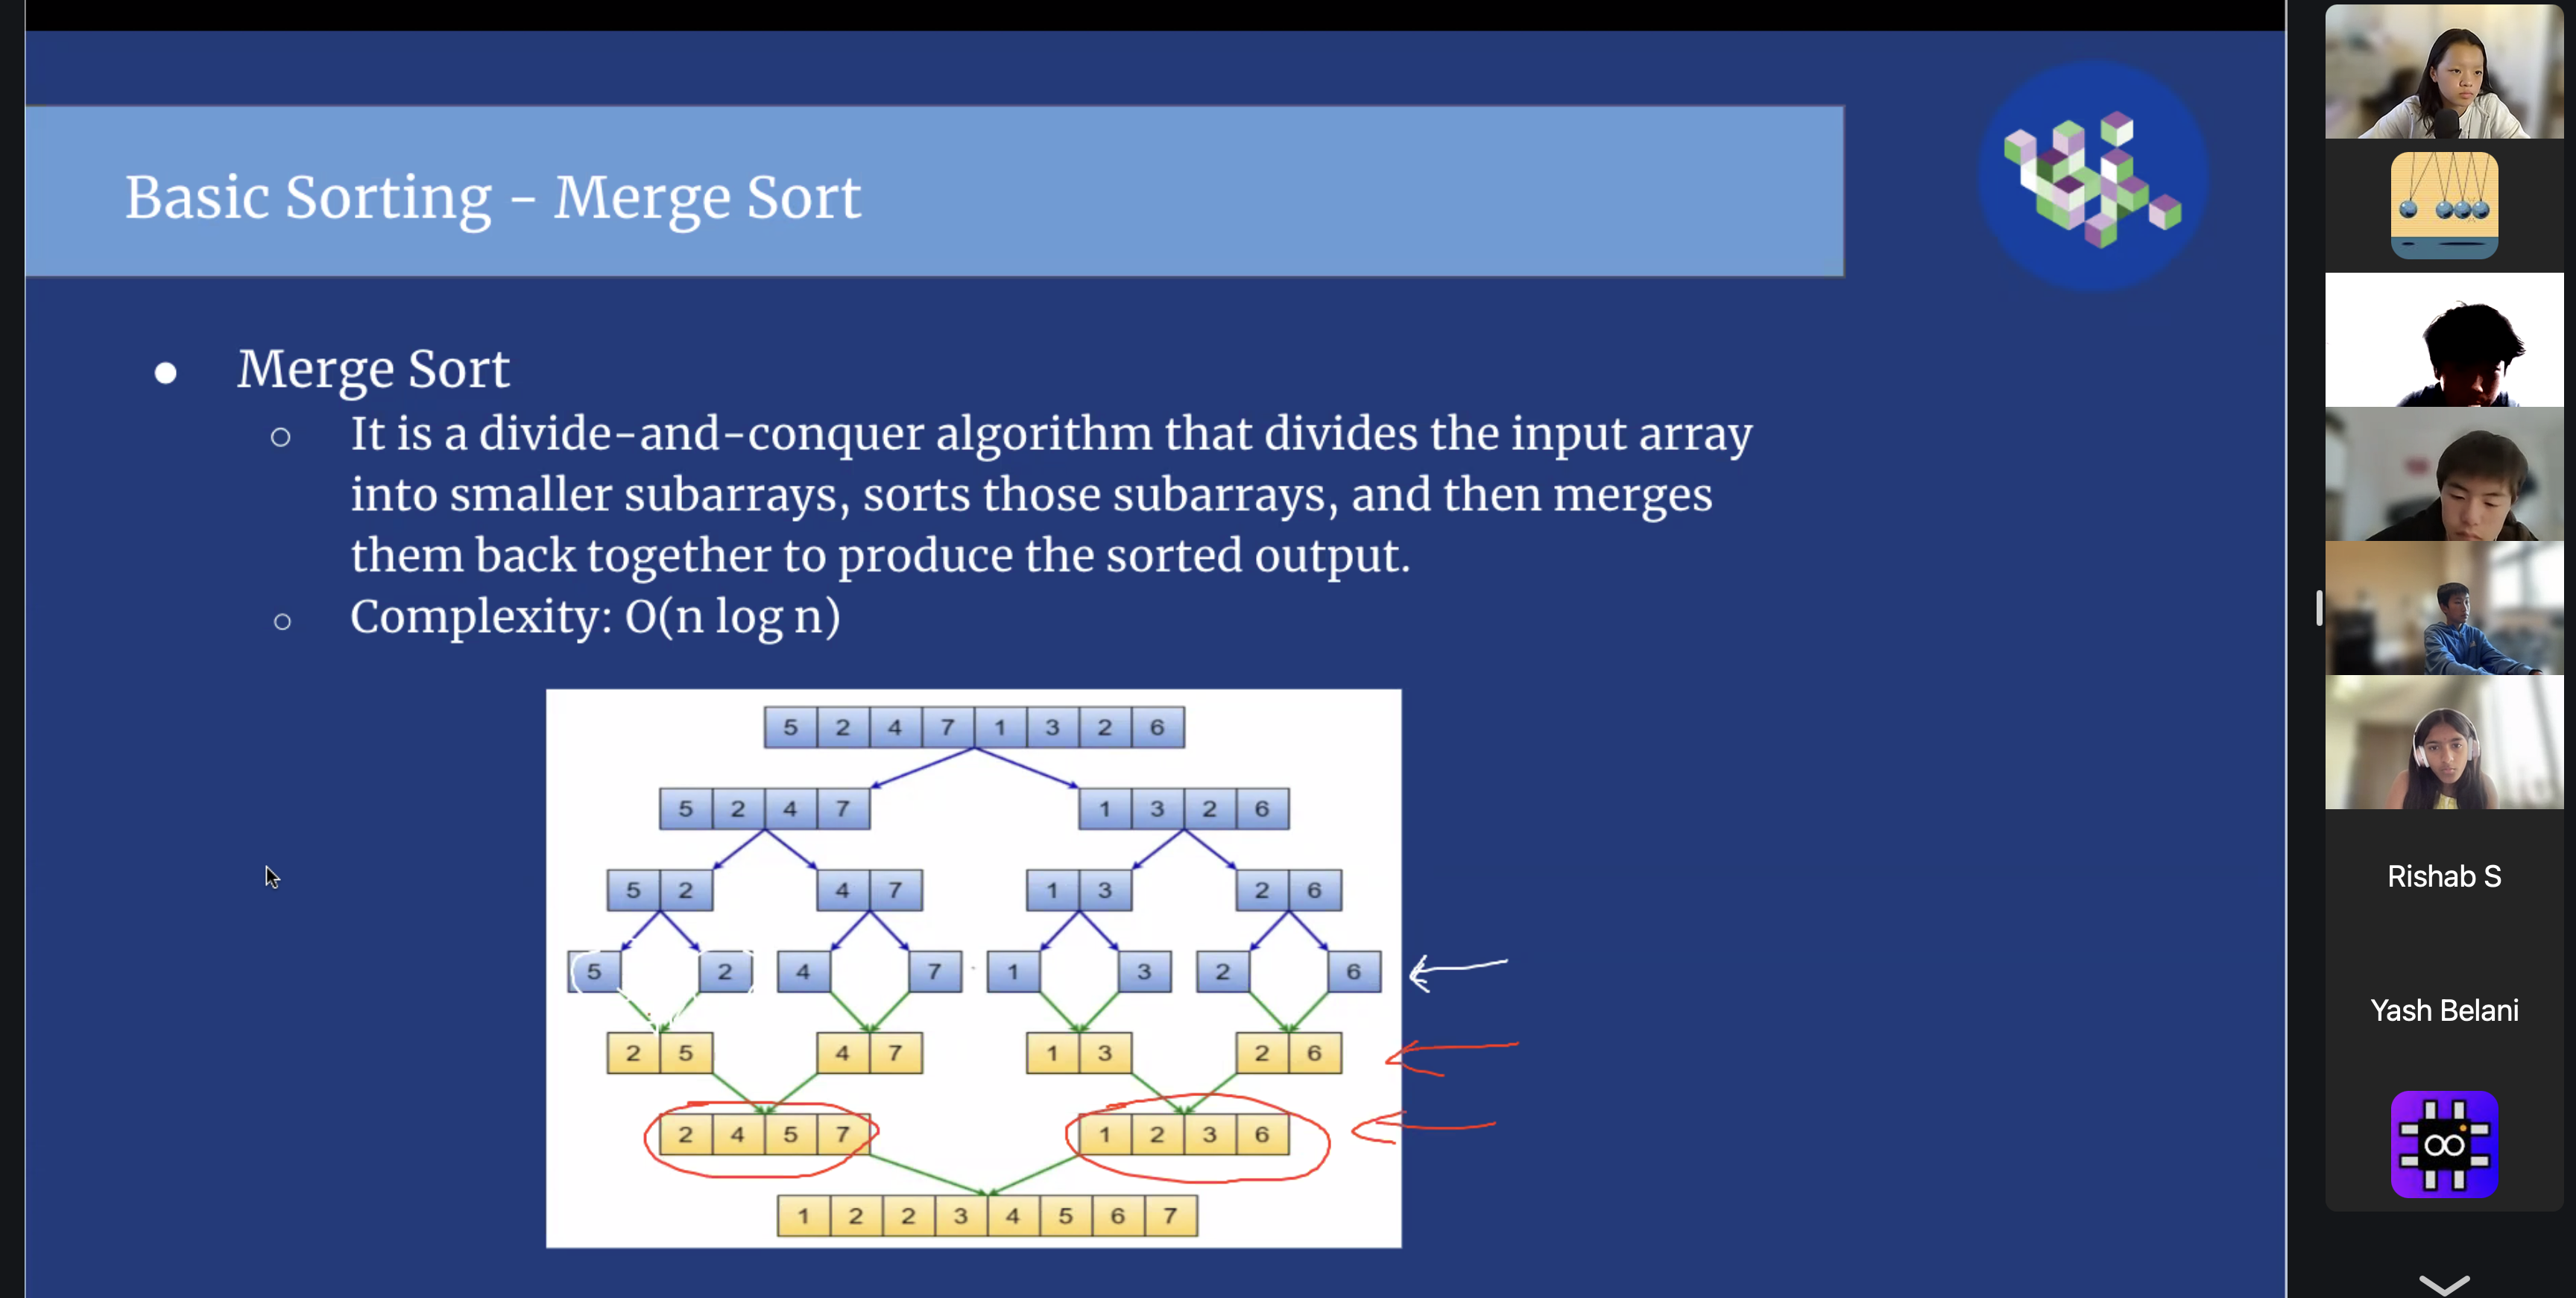 Basic Sorting - Merge Sort
● Merge Sort
○ It is a divide-and-conquer algorithm that divides the input array
into smaller subarrays, sorts those subarrays, and then merges
them back together to produce the sorted output.
○ Complexity: O(n log n)
5 2 4 7 1 3 2 6
5 2 4 7 1 3 2 6
5 2 4 7 1 3 2 6
5 2 4 7 1 3 2 6
2 5 4 7 1 3 2 6
2 4 5 7 1 2 3 6
1 2 2 3 4 5 6 7
Rishab S
Yash Belani